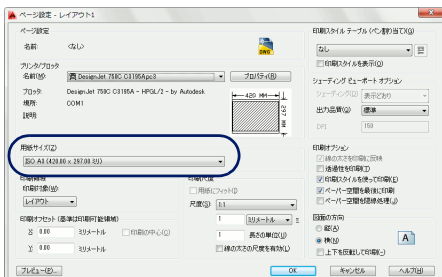 ページ設定 - レイアウト1
ページ設定
名前: <なし>
DWG
プリンタ/プロッタ
名前(M): DesignJet 750C C3195A.pc3
プロパティ(R)
プロッタ: DesignJet 750C C3195A - HPGL/2 - by Autodesk
場所: COM1
説明:
420 MM
297 MM
用紙サイズ(Z)
ISO A3 (420.00 x 297.00 ミリ)
印刷領域
印刷対象(W):
レイアウト
印刷オフセット (基準は印刷可能領域)
X: 0.00 ミリメートル
印刷の中心(C)
Y: 0.00 ミリメートル
印刷尺度
用紙にフィット(I)
尺度(S): 1:1
1 ミリメートル =
1 長さの単位(U)
線の太さの尺度を有効(L)
印刷スタイル テーブル (ペン割り当て)(G)
なし
印刷スタイルを表示(O)
シェーディング ビューポート オプション
シェーディング(D) 表示どおり
出力品質(Q) 標準
DPI 150
印刷オプション
線の太さを印刷に反映
透過性を印刷(T)
印刷スタイルを使って印刷(E)
ペーパー空間を最後に印刷
ペーパー空間を隠線処理(J)
図面の方向
縦(A)
横(N)
上下を反転して印刷(-)
A
プレビュー(P)...
OK
キャンセル
ヘルプ(H)